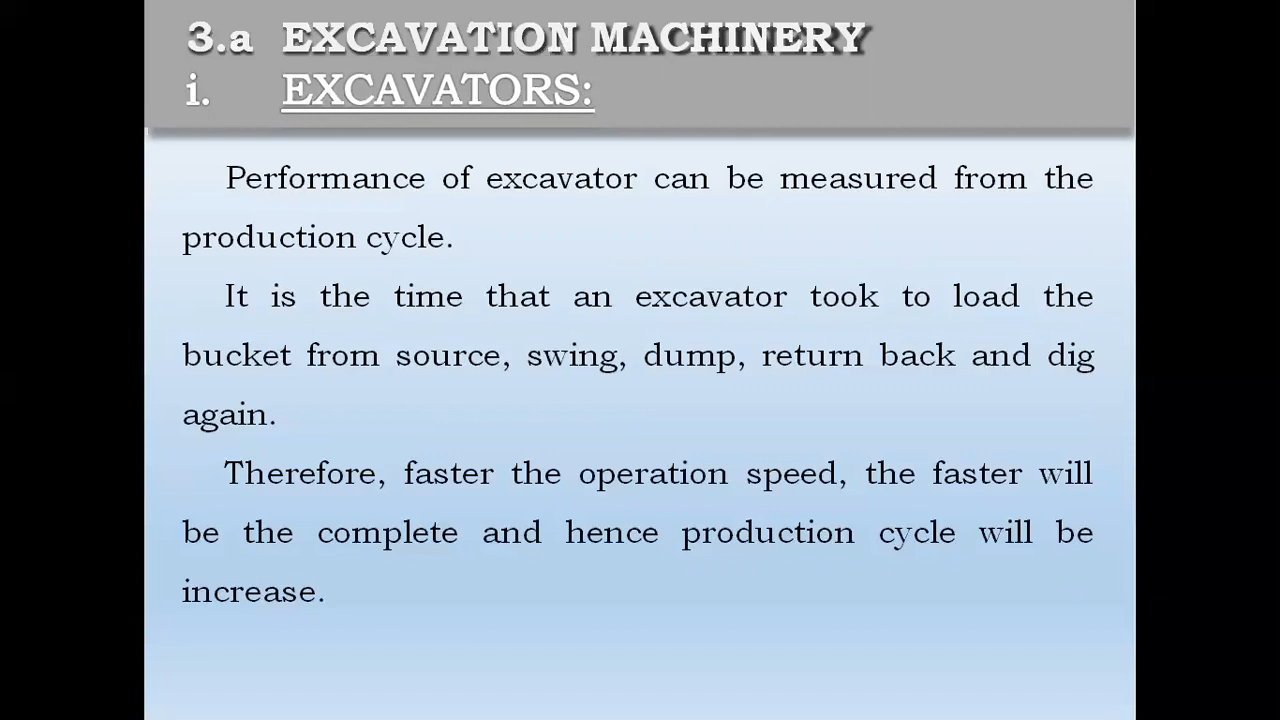 3.a EXCAVATION MACHINERY
i. EXCAVATORS:
Performance of excavator can be measured from the
production cycle.
It is the time that an excavator took to load the
bucket from source, swing, dump, return back and dig
again.
Therefore, faster the operation speed, the faster will
be the complete and hence production cycle will be
increase.